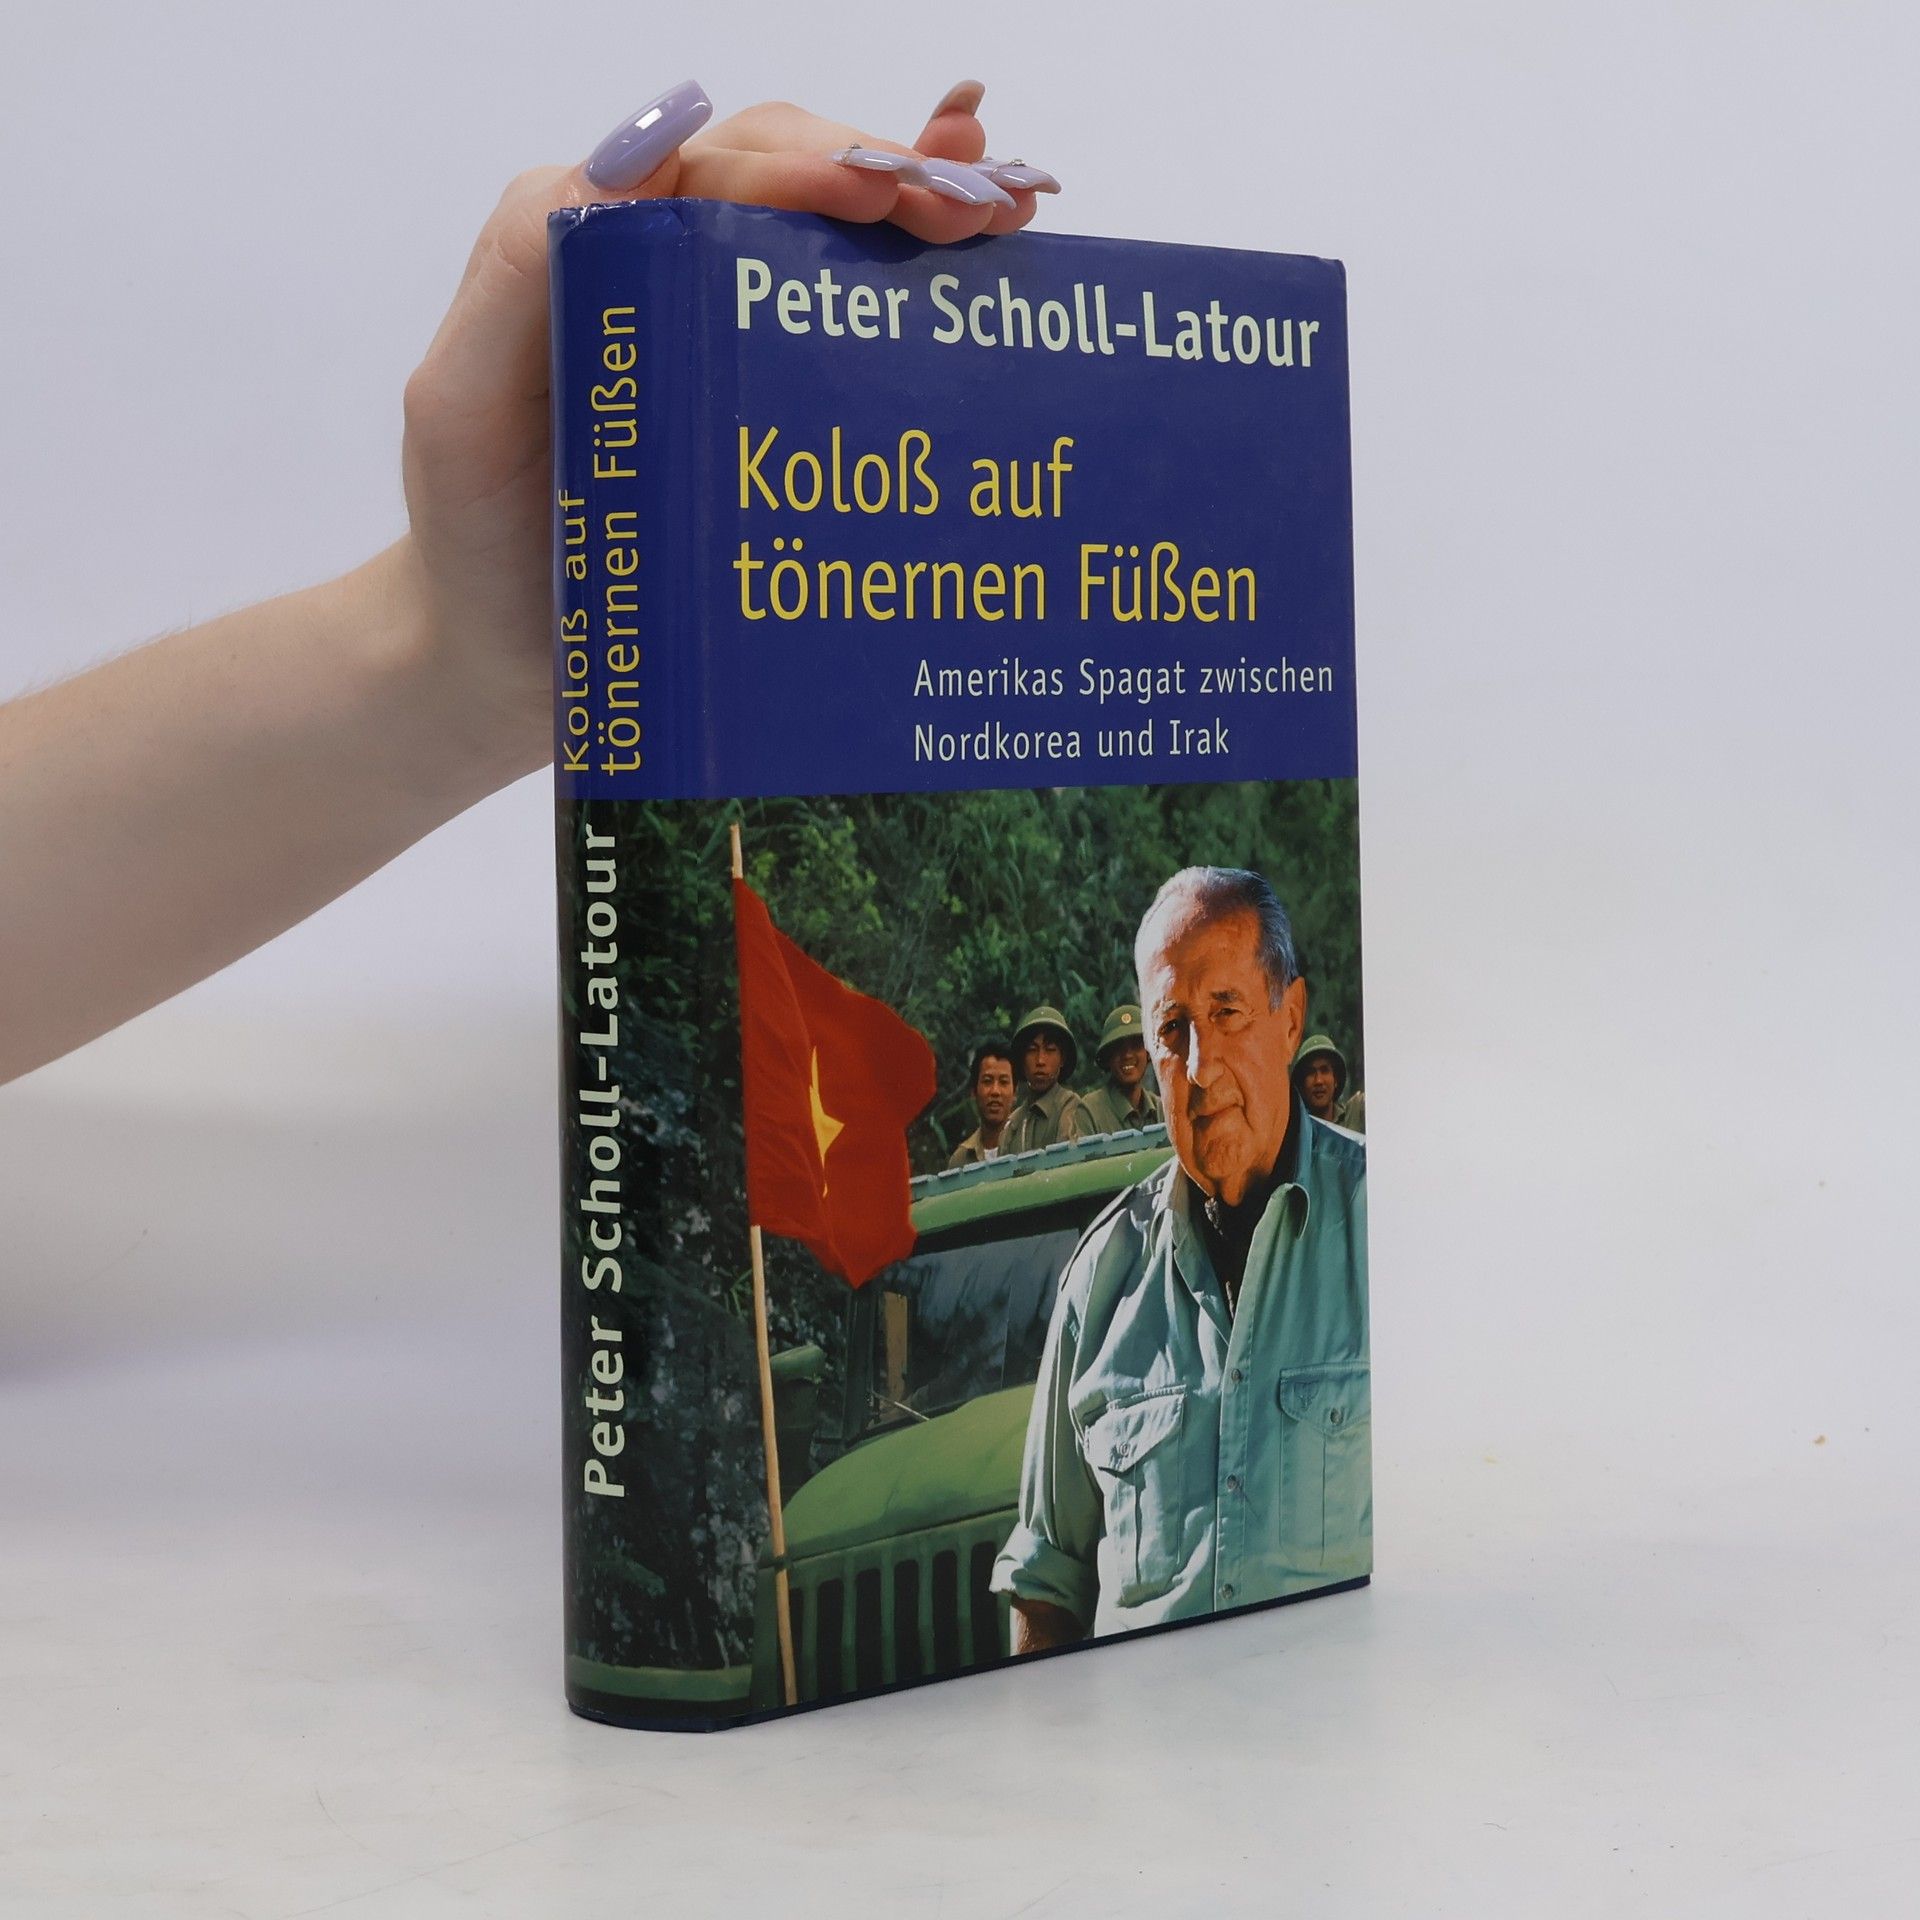 Peter Scholl-Latour
Koloß auf
tönernen Füßen
Amerikas Spagat zwischen
Nordkorea und Irak
Peter Scholl-Latour
Koloß auf
tönernen Füßen